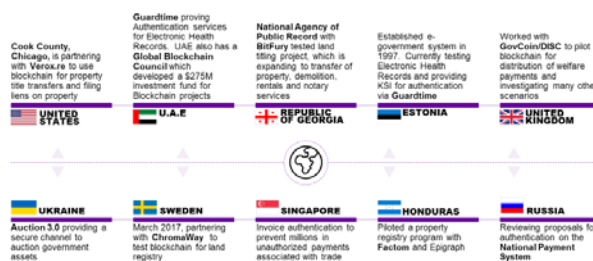 Cook County,
Chicago, is partnering
with Verox.re to use
blockchain for property
title transfers and filing
liens on property
UNITED
STATES
Guardtime proving
Authentication services
for Electronic Health
Records. UAE also has a
Global Blockchain
Council which
developed a $275M
investment fund for
Blockchain projects
U.A.E
National Agency of
Public Record with
BitFury tested land
titling project, which is
expanding to transfer of
property, demolition,
rentals and notary
services
REPUBLIC
OF GEORGIA
Established e-
government system in
1997. Currently testing
Electronic Health
Records and providing
KSI for authentication
via Guardtime
ESTONIA
Worked with
GovCoin/DISC to pilot
blockchain for
distribution of welfare
payments and
investigating many other
scenarios
UNITED
KINGDOM
UKRAINE
Auction 3.0 providing a
secure channel to
auction government
assets
SWEDEN
March 2017, partnering
with ChromaWay to
test blockchain for land
registry
SINGAPORE
Invoice authentication to
prevent millions in
unauthorized payments
associated with trade
HONDURAS
Piloted a property
registry program with
Factom and Epigraph
RUSSIA
Reviewing proposals for
authentication on the
National Payment
System